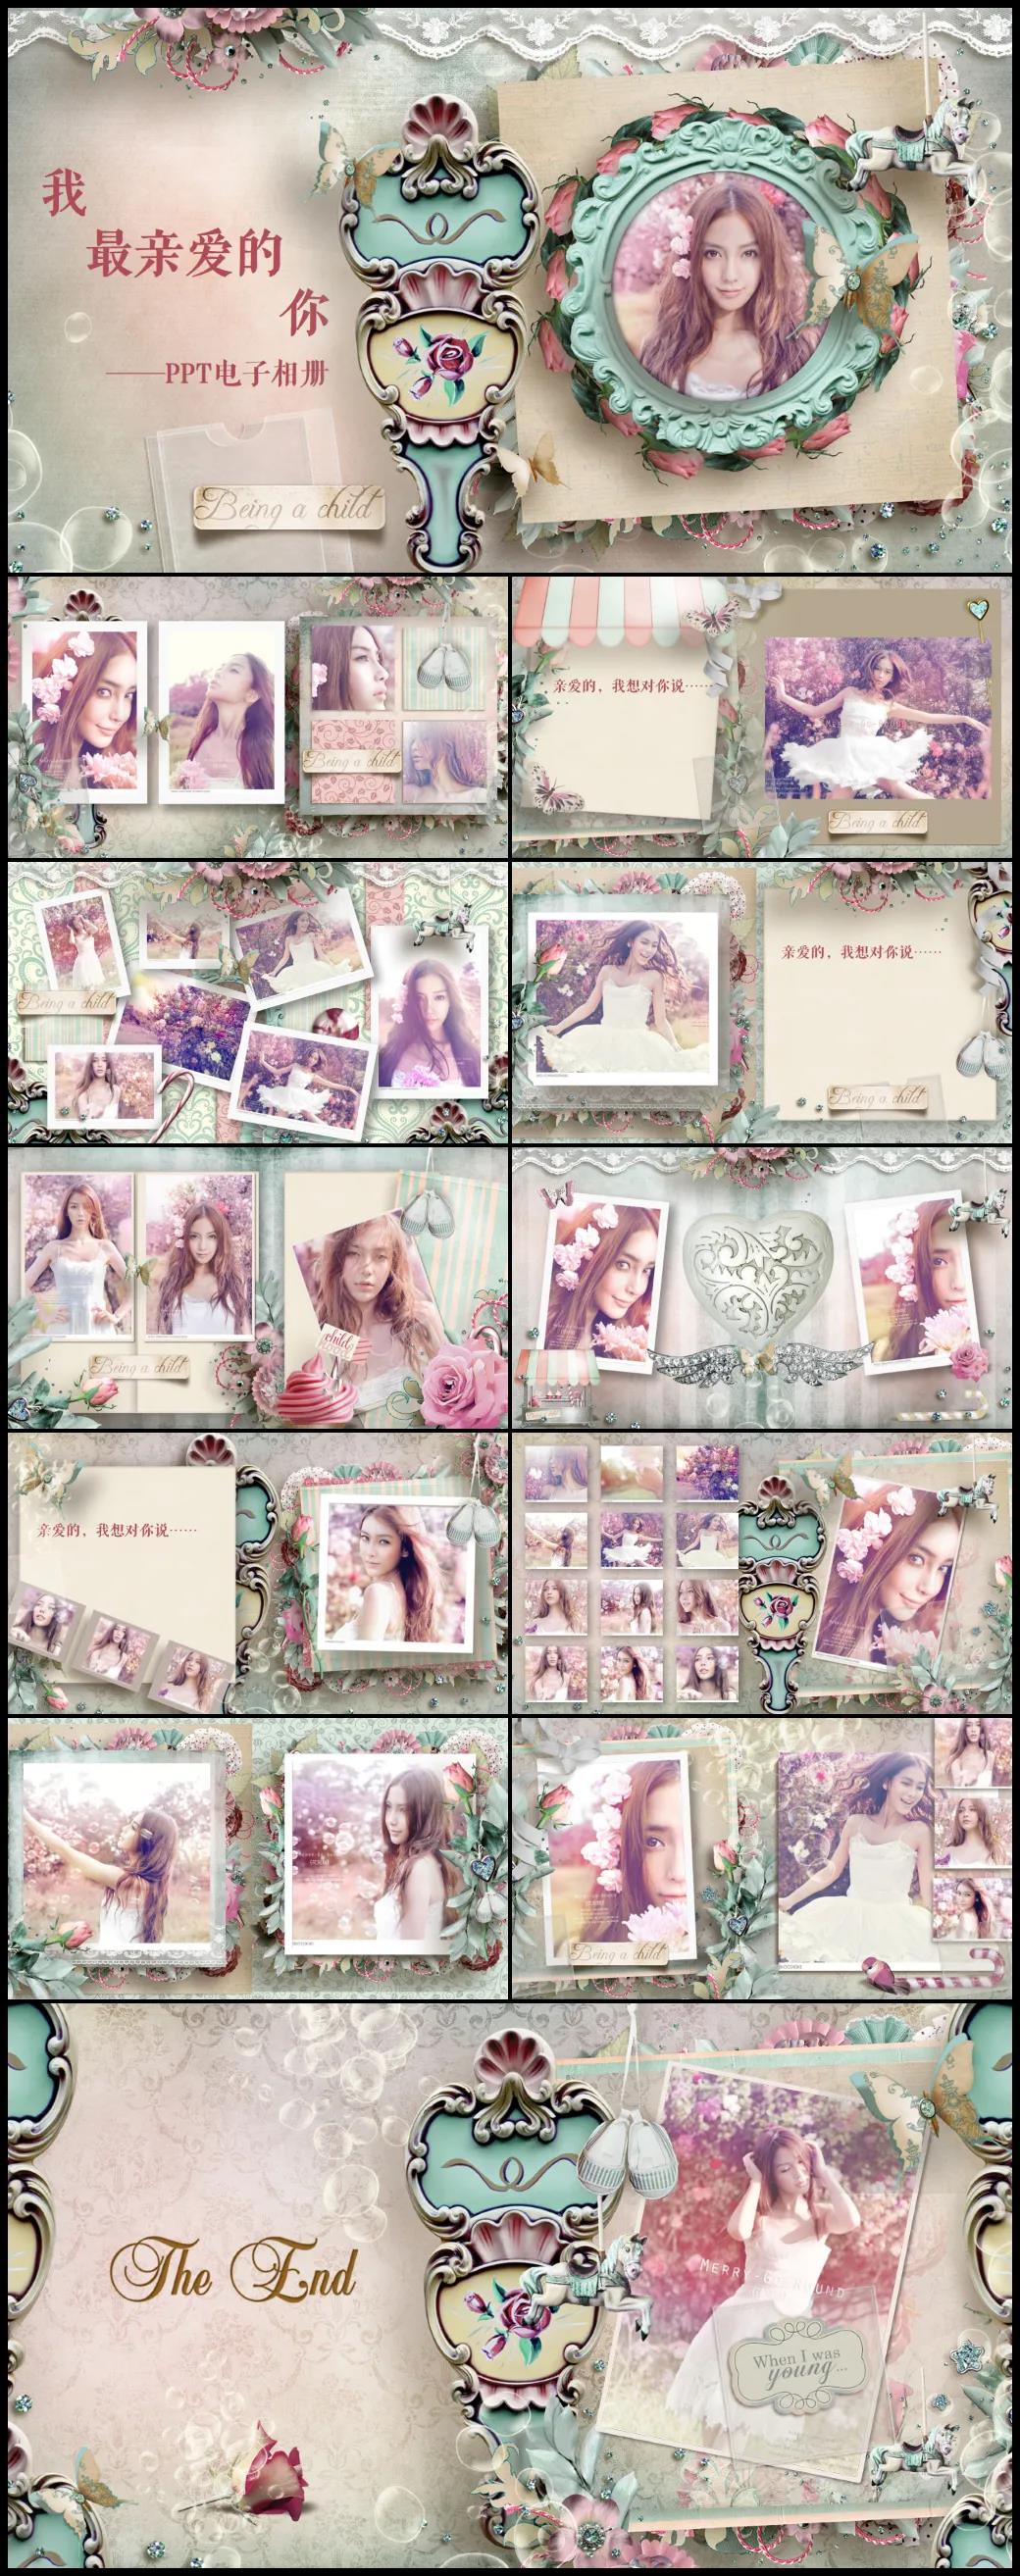 我
最亲爱的
你
——PPT电子相册
Being a child
Being a child
亲爱的，我想对你说……
Being a child
Being a child
亲爱的，我想对你说……
Being a child
Being a child
child
亲爱的，我想对你说……
Being a child
The End
MERRY-GO-ROUND
When I was
young...